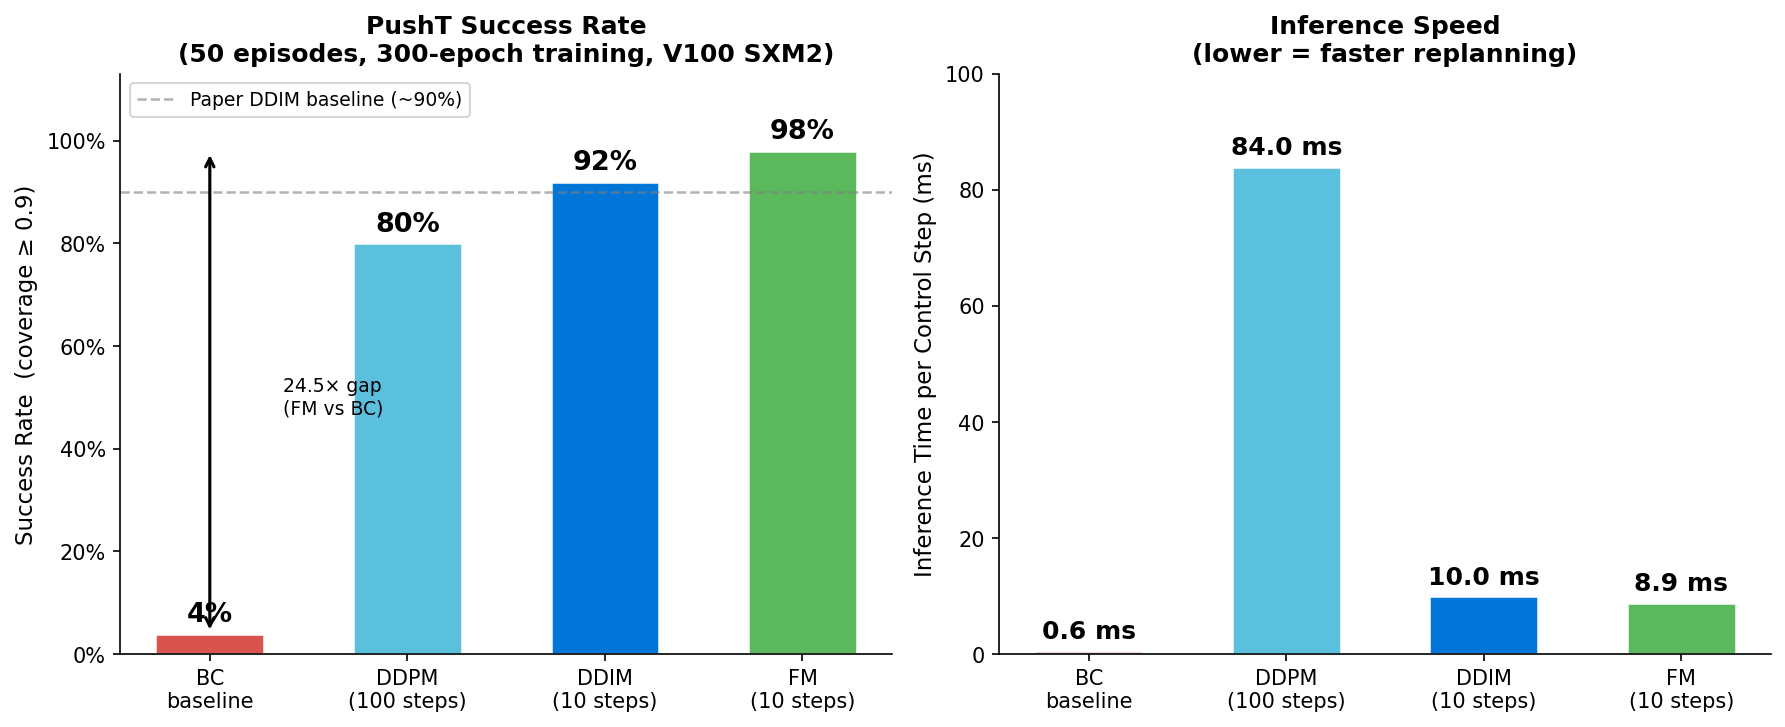 PushT Success Rate
(50 episodes, 300-epoch training, V100 SXM2)
Paper DDIM baseline (~90%)
Success Rate  (coverage ≥ 0.9)
100%
80%
60%
40%
20%
0%
4%
80%
92%
98%
24.5× gap
(FM vs BC)
BC
baseline
DDPM
(100 steps)
DDIM
(10 steps)
FM
(10 steps)
Inference Speed
(lower = faster replanning)
Inference Time per Control Step (ms)
100
80
60
40
20
0
0.6 ms
84.0 ms
10.0 ms
8.9 ms
BC
baseline
DDPM
(100 steps)
DDIM
(10 steps)
FM
(10 steps)